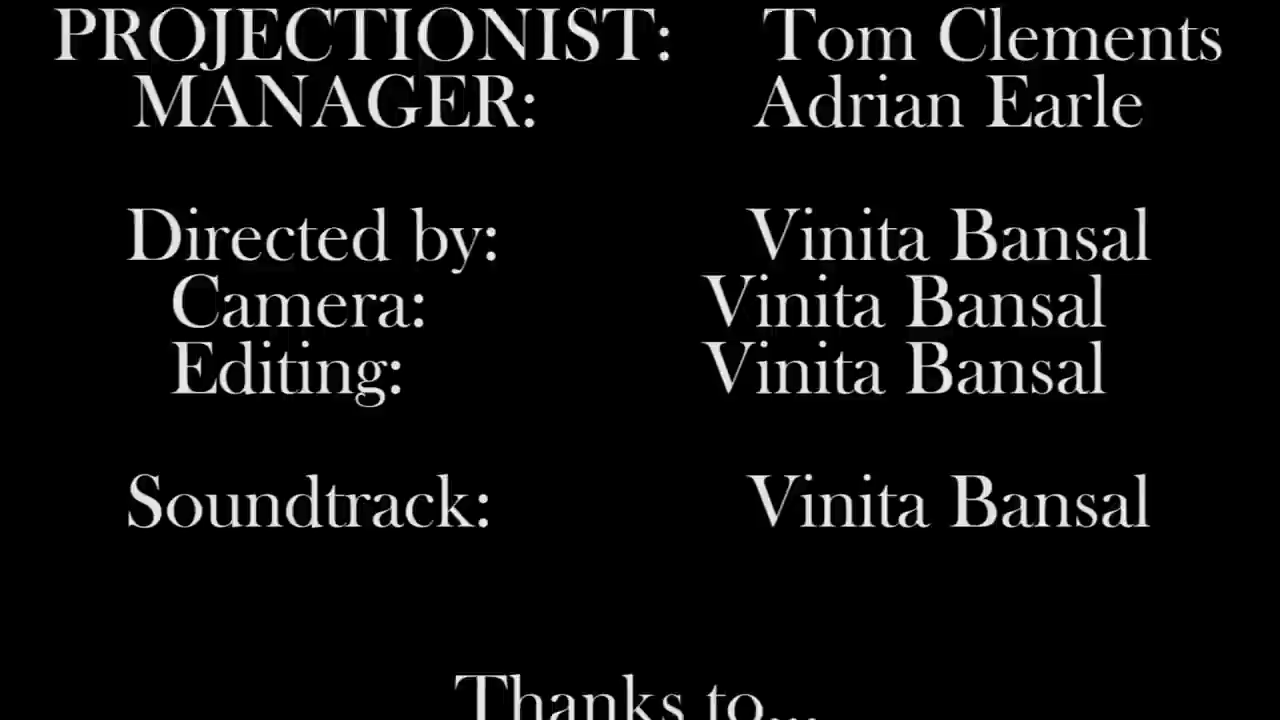 PROJECTIONIST: Tom Clements
MANAGER: Adrian Earle
Directed by: Vinita Bansal
Camera: Vinita Bansal
Editing: Vinita Bansal
Soundtrack: Vinita Bansal
Thanks to...